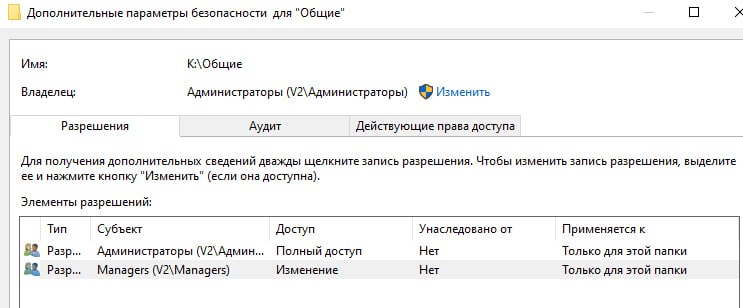 Дополнительные параметры безопасности для "Общие"
Имя: K:\Общие
Владелец: Администраторы (V2\Администраторы) Изменить
Разрешения Аудит Действующие права доступа
Для получения дополнительных сведений дважды щелкните запись разрешения. Чтобы изменить запись разрешения, выделите
ее и нажмите кнопку "Изменить" (если она доступна).
Элементы разрешений:
Тип Субъект Доступ Унаследовано от Применяется к
Разр... Администраторы (V2\Админ... Полный доступ Нет Только для этой папки
Разр... Managers (V2\Managers) Изменение Нет Только для этой папки